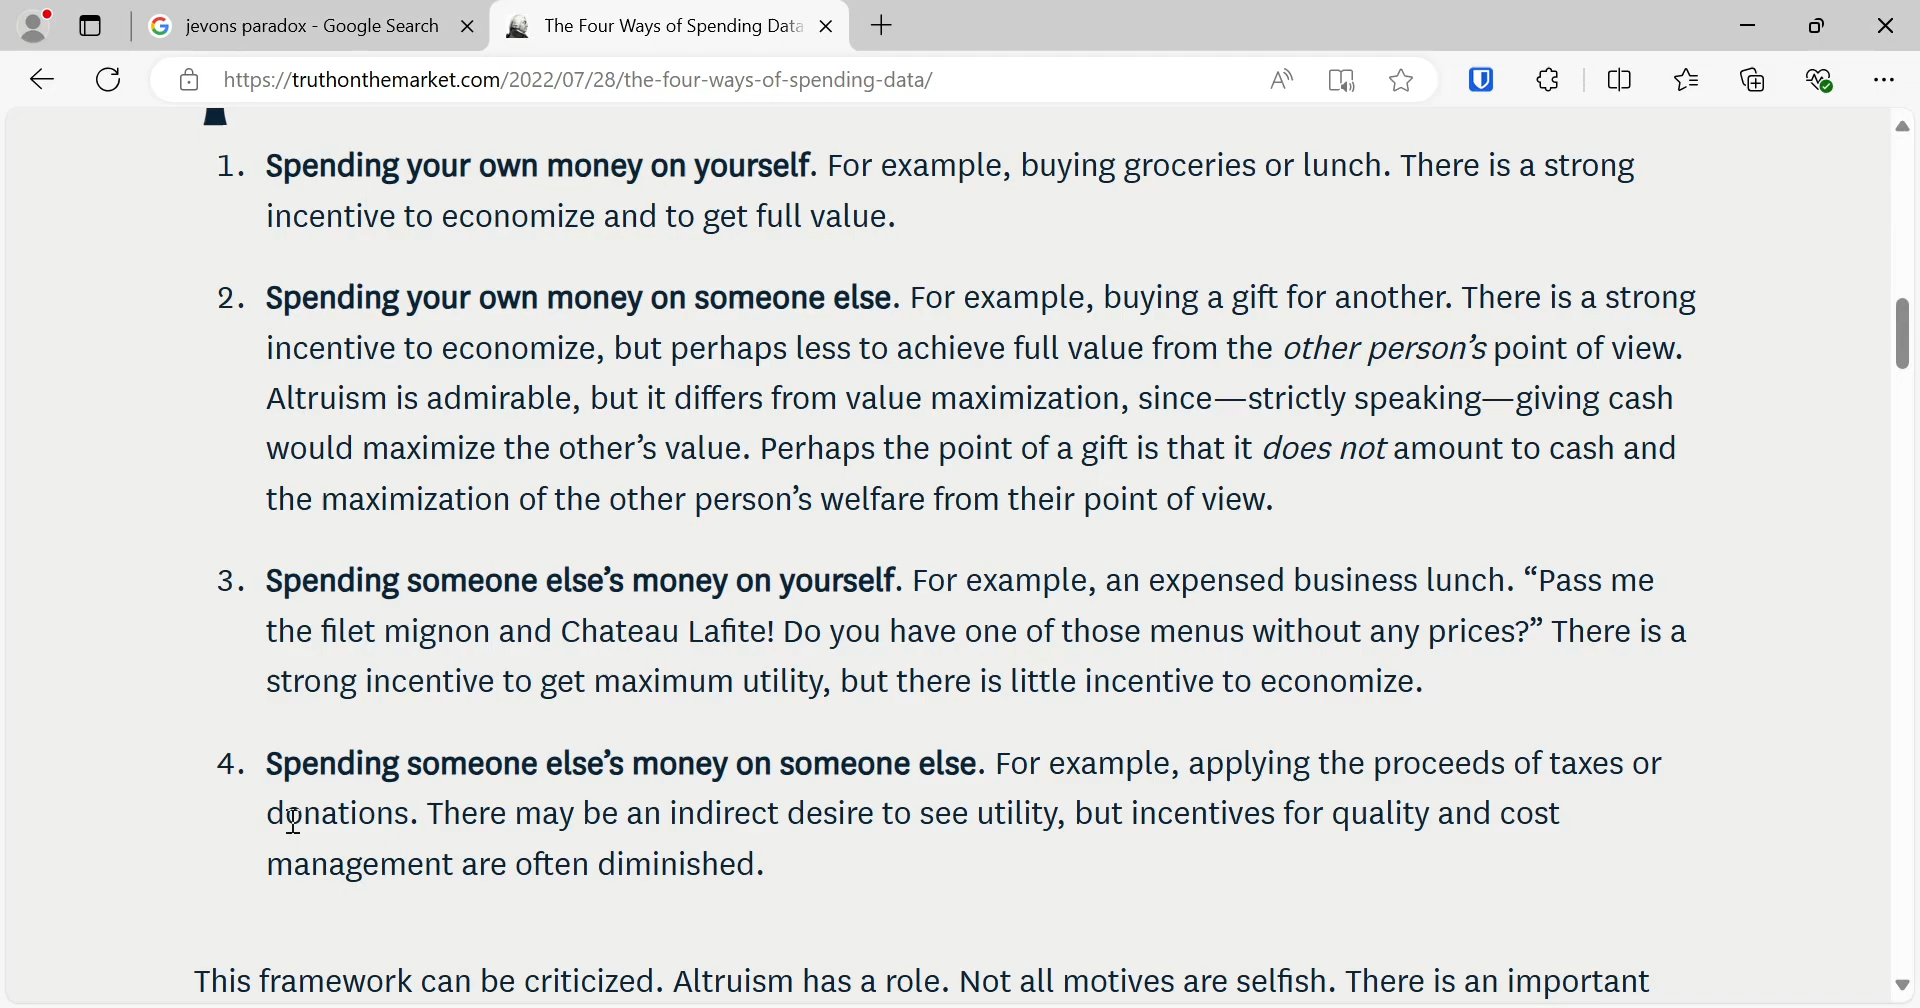 jevons paradox - Google Search
The Four Ways of Spending Data
https://truthonthemarket.com/2022/07/28/the-four-ways-of-spending-data/
1. Spending your own money on yourself. For example, buying groceries or lunch. There is a strong
incentive to economize and to get full value.
2. Spending your own money on someone else. For example, buying a gift for another. There is a strong
incentive to economize, but perhaps less to achieve full value from the other person’s point of view.
Altruism is admirable, but it differs from value maximization, since—strictly speaking—giving cash
would maximize the other’s value. Perhaps the point of a gift is that it does not amount to cash and
the maximization of the other person’s welfare from their point of view.
3. Spending someone else’s money on yourself. For example, an expensed business lunch. “Pass me
the filet mignon and Chateau Lafite! Do you have one of those menus without any prices?” There is a
strong incentive to get maximum utility, but there is little incentive to economize.
4. Spending someone else’s money on someone else. For example, applying the proceeds of taxes or
donations. There may be an indirect desire to see utility, but incentives for quality and cost
management are often diminished.
This framework can be criticized. Altruism has a role. Not all motives are selfish. There is an important